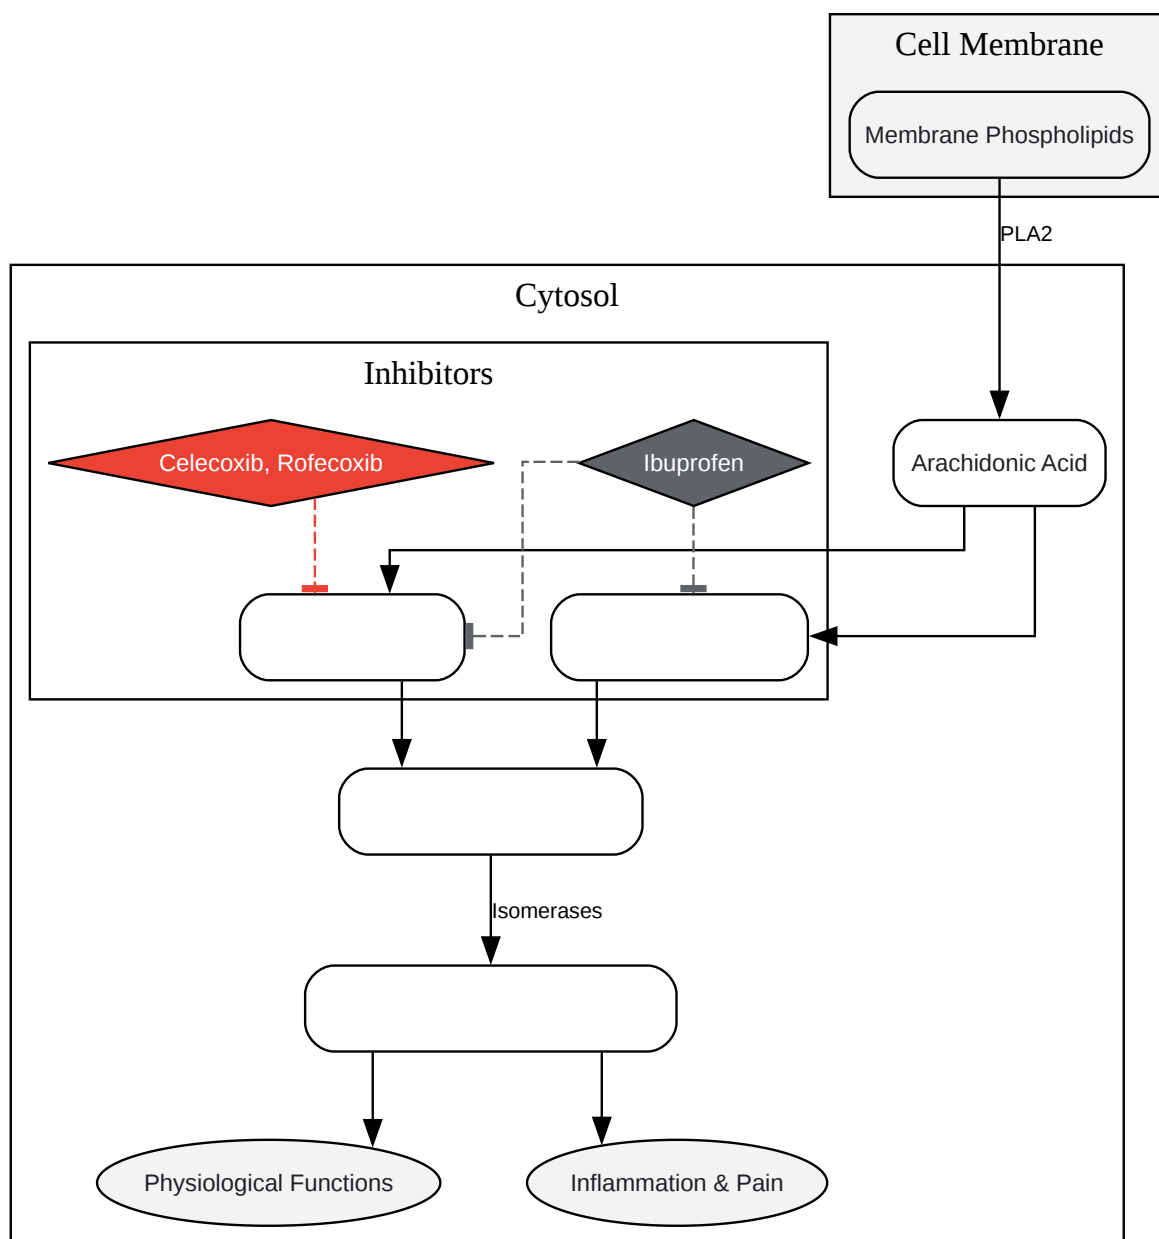 Cell Membrane
Membrane Phospholipids
PLA2
Cytosol
Inhibitors
Celecoxib, Rofecoxib
Ibuprofen
Arachidonic Acid
Isomerases
Physiological Functions
Inflammation & Pain